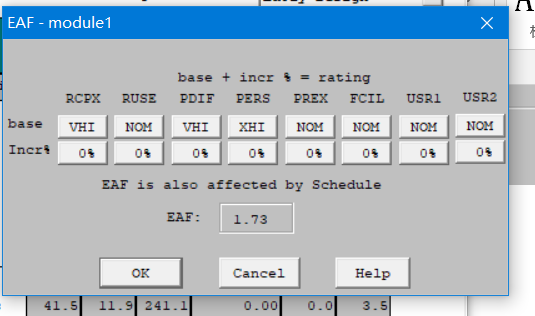 EAF - module1
base + incr % = rating
RCPX RUSE PDIF PERS PREX FCIL USR1 USR2
base VHI NOM VHI XHI NOM NOM NOM NOM
Incr% 0% 0% 0% 0% 0% 0% 0% 0%
EAF is also affected by Schedule
EAF: 1.73
OK Cancel Help
41.5 11.9 241.1 0.00 0.0 3.5